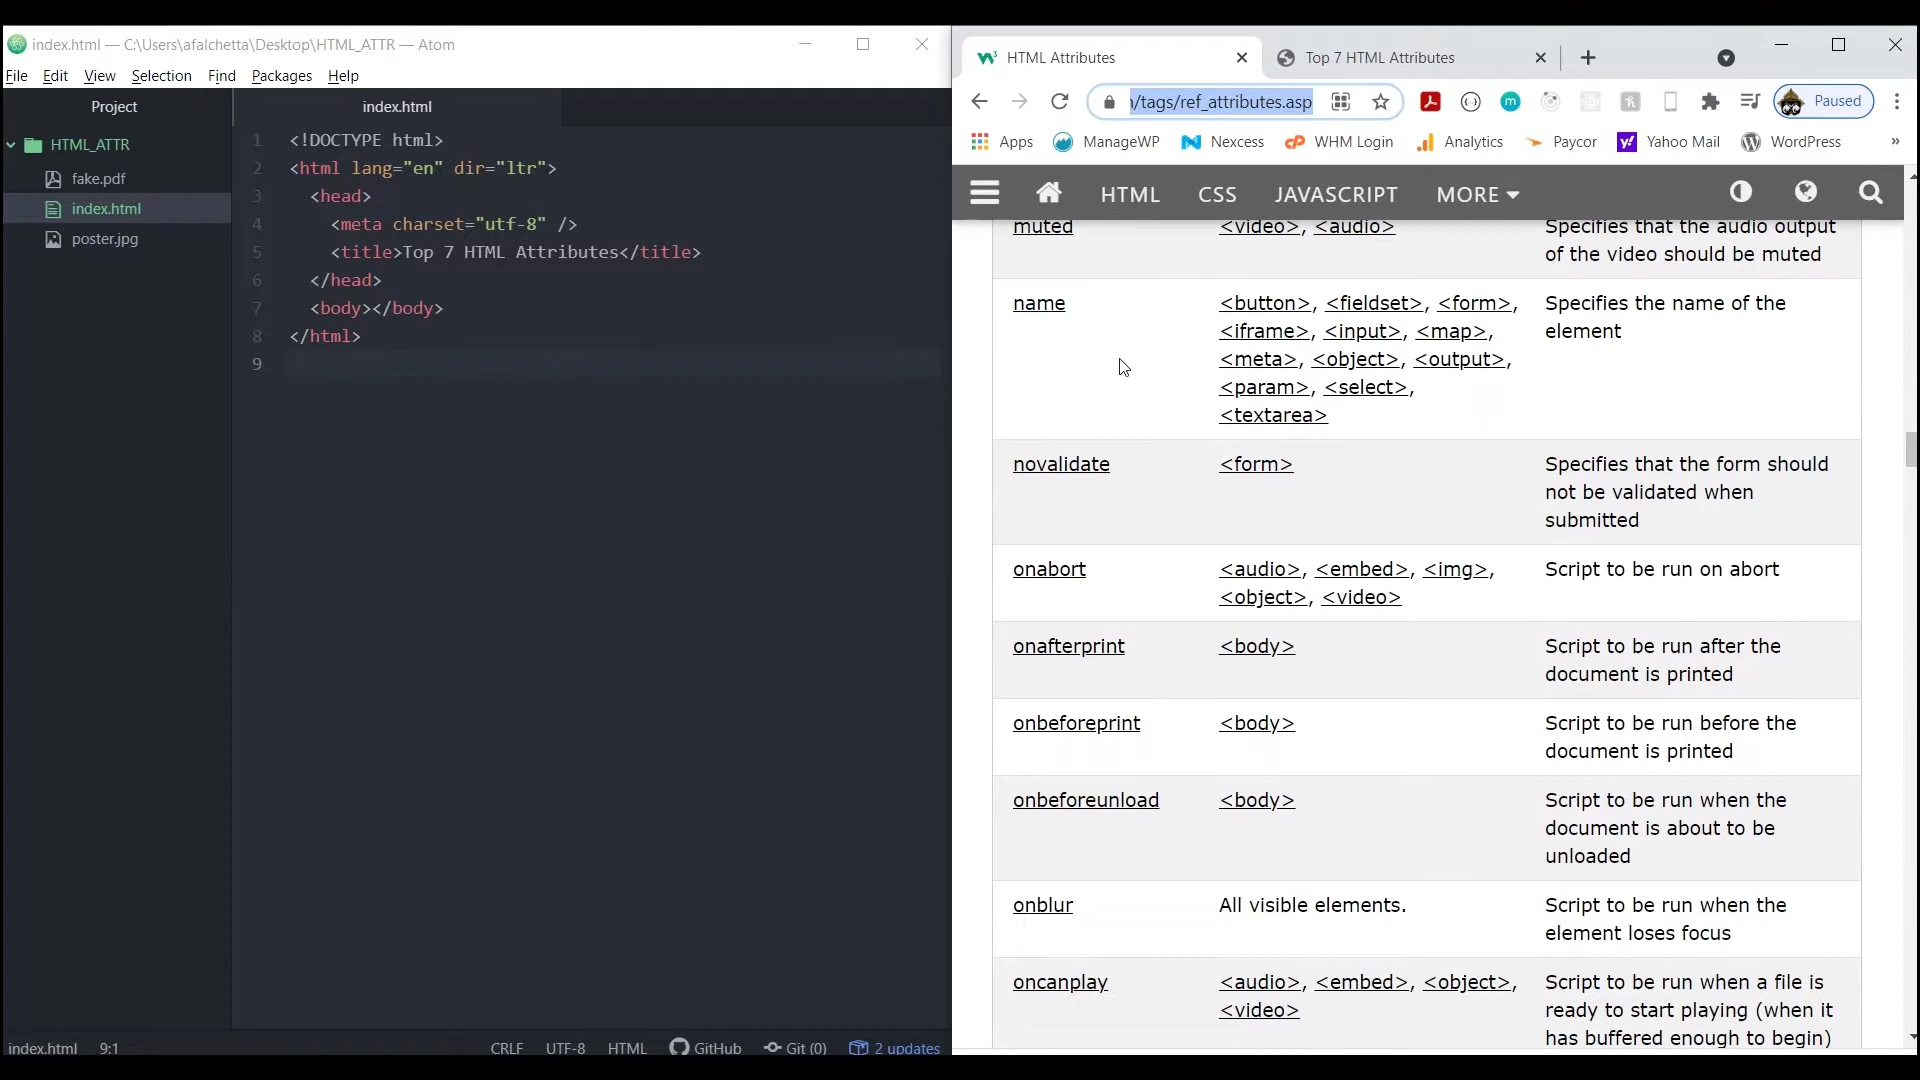 index.html — C:\Users\afalchetta\Desktop\HTML_ATTR — Atom
File Edit View Selection Find Packages Help
Project
HTML_ATTR
fake.pdf
index.html
poster.jpg
index.html
1 <!DOCTYPE html>
2 <html lang="en" dir="ltr">
3 <head>
4 <meta charset="utf-8" />
5 <title>Top 7 HTML Attributes</title>
6 </head>
7 <body></body>
8 </html>
9
index.html 9:1 CRLF UTF-8 HTML GitHub Git (0) 2 updates
HTML Attributes Top 7 HTML Attributes
/tags/ref_attributes.asp Paused
Apps ManageWP Nexcess WHM Login Analytics Paycor Yahoo Mail WordPress »
HTML CSS JAVASCRIPT MORE
muted <video>, <audio> Specifies that the audio output
of the video should be muted
name <button>, <fieldset>, <form>, Specifies the name of the
<iframe>, <input>, <map>, element
<meta>, <object>, <output>,
<param>, <select>,
<textarea>
novalidate <form> Specifies that the form should
not be validated when
submitted
onabort <audio>, <embed>, <img>, Script to be run on abort
<object>, <video>
onafterprint <body> Script to be run after the
document is printed
onbeforeprint <body> Script to be run before the
document is printed
onbeforeunload <body> Script to be run when the
document is about to be
unloaded
onblur All visible elements. Script to be run when the
element loses focus
oncanplay <audio>, <embed>, <object>, Script to be run when a file is
<video> ready to start playing (when it
has buffered enough to begin)